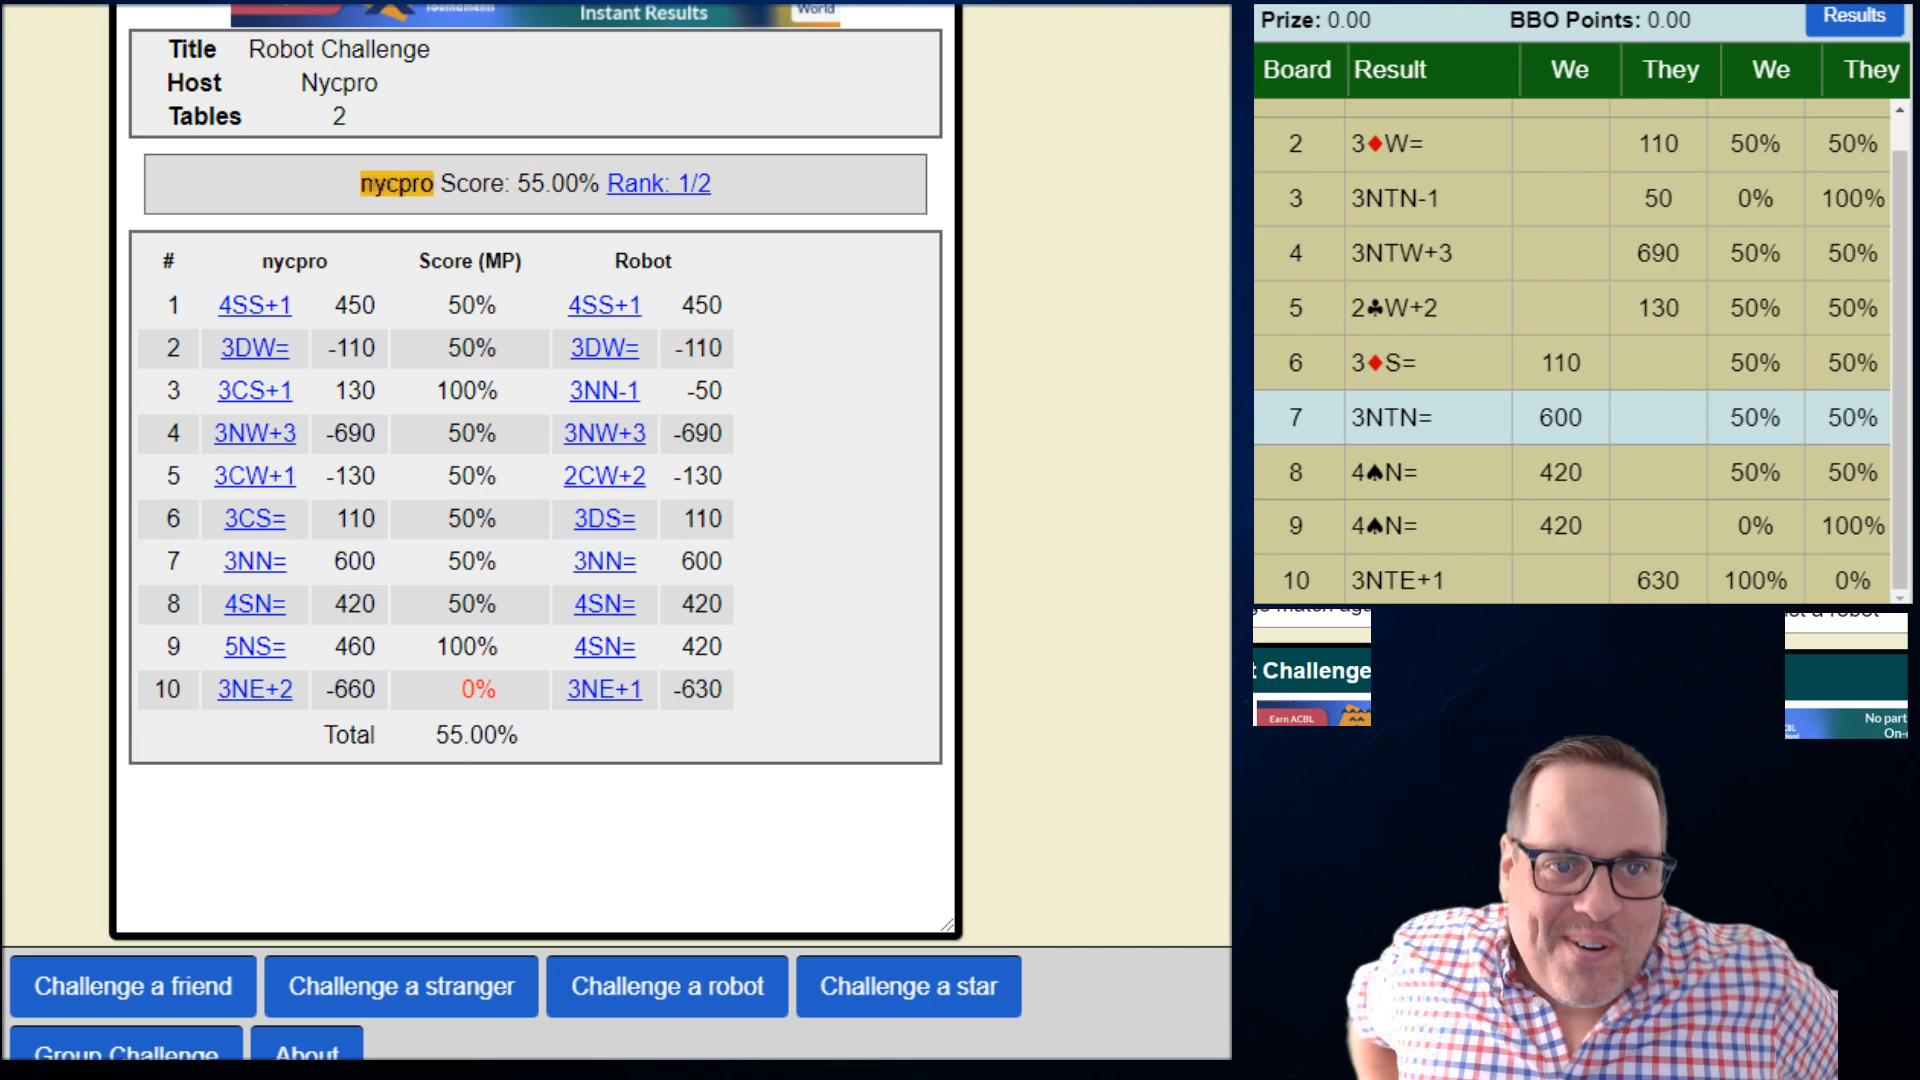 Tournaments
Instant Results
World
Title Robot Challenge
Host Nycpro
Tables 2
nycpro Score: 55.00% Rank: 1/2
# nycpro Score (MP) Robot
1 4SS+1 450 50% 4SS+1 450
2 3DW= -110 50% 3DW= -110
3 3CS+1 130 100% 3NN-1 -50
4 3NW+3 -690 50% 3NW+3 -690
5 3CW+1 -130 50% 2CW+2 -130
6 3CS= 110 50% 3DS= 110
7 3NN= 600 50% 3NN= 600
8 4SN= 420 50% 4SN= 420
9 5NS= 460 100% 4SN= 420
10 3NE+2 -660 0% 3NE+1 -630
Total 55.00%
Challenge a friend Challenge a stranger Challenge a robot Challenge a star
Group Challenge About
Prize: 0.00 BBO Points: 0.00 Results
Board Result We They We They
2 3♦W= 110 50% 50%
3 3NTN-1 50 0% 100%
4 3NTW+3 690 50% 50%
5 2♣W+2 130 50% 50%
6 3♦S= 110 50% 50%
7 3NTN= 600 50% 50%
8 4♠N= 420 50% 50%
9 4♠N= 420 0% 100%
10 3NTE+1 630 100% 0%
t Challenge
Earn ACBL
No part
On-